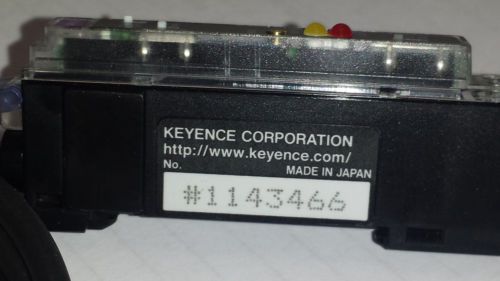 KEYENCE CORPORATION
http://www.keyence.com/
No. MADE IN JAPAN
#1143466